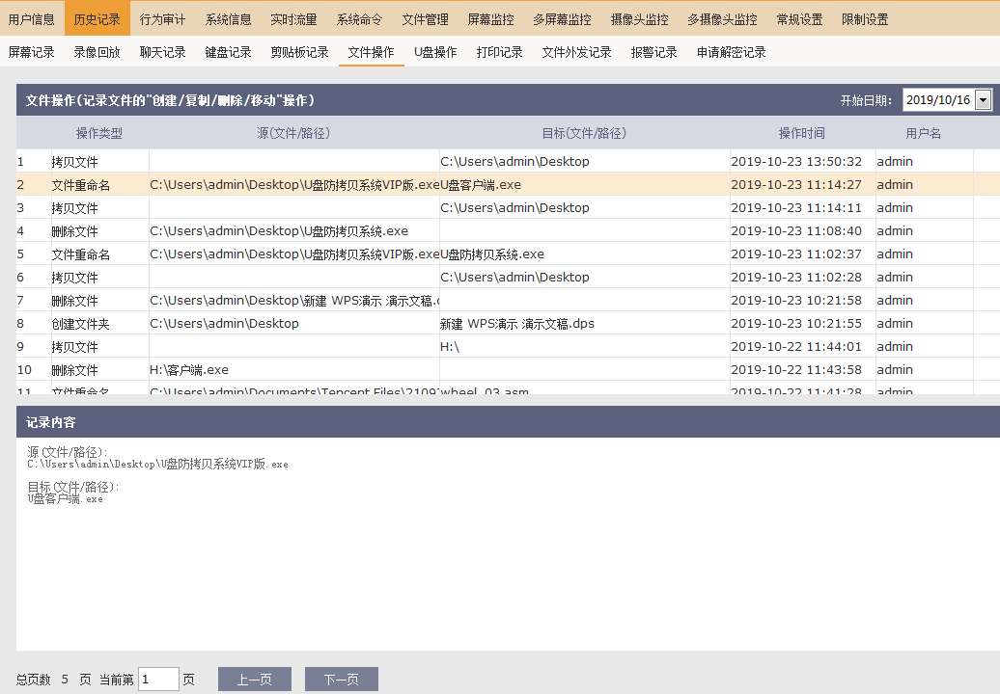 用户信息 历史记录 行为审计 系统信息 实时流量 系统命令 文件管理 屏幕监控 多屏幕监控 摄像头监控 多摄像头监控 常规设置 限制设置
屏幕记录 录像回放 聊天记录 键盘记录 剪贴板记录 文件操作 U盘操作 打印记录 文件外发记录 报警记录 申请解密记录
文件操作(记录文件的"创建/复制/删除/移动"操作) 开始日期: 2019/10/16
操作类型 源(文件/路径) 目标(文件/路径) 操作时间 用户名
1 拷贝文件 C:\Users\admin\Desktop 2019-10-23 13:50:32 admin
2 文件重命名 C:\Users\admin\Desktop\U盘防拷贝系统VIP版.exe U盘客户端.exe 2019-10-23 11:14:27 admin
3 拷贝文件 C:\Users\admin\Desktop 2019-10-23 11:14:11 admin
4 删除文件 C:\Users\admin\Desktop\U盘防拷贝系统.exe 2019-10-23 11:08:40 admin
5 文件重命名 C:\Users\admin\Desktop\U盘防拷贝系统VIP版.exe U盘防拷贝系统.exe 2019-10-23 11:02:37 admin
6 拷贝文件 C:\Users\admin\Desktop 2019-10-23 11:02:28 admin
7 删除文件 C:\Users\admin\Desktop\新建 WPS演示 演示文稿. 2019-10-23 10:21:58 admin
8 创建文件夹 C:\Users\admin\Desktop 新建 WPS演示 演示文稿.dps 2019-10-23 10:21:55 admin
9 拷贝文件 H:\ 2019-10-22 11:44:01 admin
10 删除文件 H:\客户端.exe 2019-10-22 11:43:58 admin
11 文件重命名 C:\Users\admin\Documents\Tencent Files\2109 wheel_03.asm 2019-10-22 11:41:28 admin
记录内容
源(文件/路径):
C:\Users\admin\Desktop\U盘防拷贝系统VIP版.exe
目标(文件/路径):
U盘客户端.exe
总页数 5 页 当前第 1 页 上一页 下一页